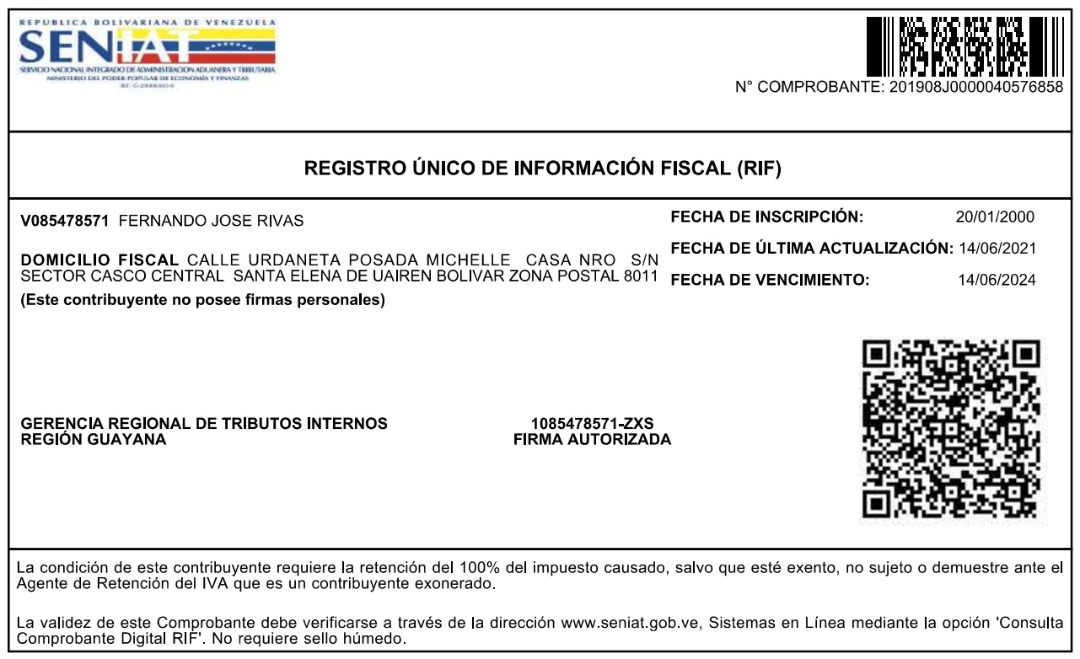 REPUBLICA BOLIVARIANA DE VENEZUELA
SENIAT
SERVICIO NACIONAL INTEGRADO DE ADMINISTRACION ADUANERA Y TRIBUTARIA
MINISTERIO DEL PODER POPULAR DE ECONOMÍA Y FINANZAS
N° COMPROBANTE: 201908J0000040576858
REGISTRO ÚNICO DE INFORMACIÓN FISCAL (RIF)
V085478571 FERNANDO JOSE RIVAS
FECHA DE INSCRIPCIÓN: 20/01/2000
FECHA DE ÚLTIMA ACTUALIZACIÓN: 14/06/2021
FECHA DE VENCIMIENTO: 14/06/2024
DOMICILIO FISCAL CALLE URDANETA POSADA MICHELLE CASA NRO S/N
SECTOR CASCO CENTRAL SANTA ELENA DE UAIREN BOLIVAR ZONA POSTAL 8011
(Este contribuyente no posee firmas personales)
GERENCIA REGIONAL DE TRIBUTOS INTERNOS
REGIÓN GUAYANA
1085478571-ZXS
FIRMA AUTORIZADA
La condición de este contribuyente requiere la retención del 100% del impuesto causado, salvo que esté exento, no sujeto o demuestre ante el
Agente de Retención del IVA que es un contribuyente exonerado.
La validez de este Comprobante debe verificarse a través de la dirección www.seniat.gob.ve, Sistemas en Línea mediante la opción 'Consulta
Comprobante Digital RIF'. No requiere sello húmedo.